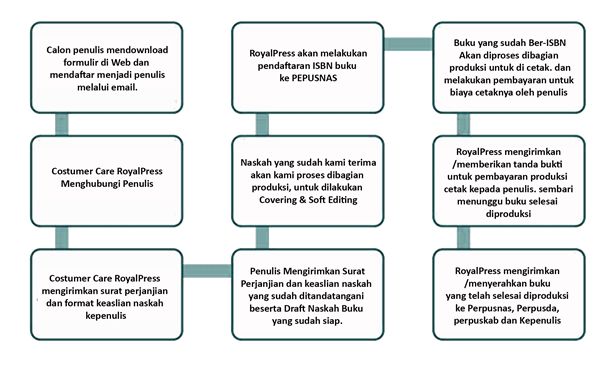 Calon penulis mendownload
formulir di Web dan
mendaftar menjadi penulis
melalui email.
Costumer Care RoyalPress
Menghubungi Penulis
Costumer Care RoyalPress
mengirimkan surat perjanjian
dan format keaslian naskah
kepenulis
Penulis Mengirimkan Surat
Perjanjian dan keaslian naskah
yang sudah ditandatangani
beserta Draft Naskah Buku
yang sudah siap.
Naskah yang sudah kami terima
akan kami proses dibagian
produksi, untuk dilakukan
Covering & Soft Editing
RoyalPress akan melakukan
pendaftaran ISBN buku
ke PEPUSNAS
Buku yang sudah Ber-ISBN
Akan diproses dibagian
produksi untuk di cetak. dan
melakukan pembayaran untuk
biaya cetaknya oleh penulis
RoyalPress mengirimkan
/memberikan tanda bukti
untuk pembayaran produksi
cetak kepada penulis. sembari
menunggu buku selesai
diproduksi
RoyalPress mengirimkan
/menyerahkan buku
yang telah selesai diproduksi
ke Perpusnas, Perpusda,
perpuskab dan Kepenulis